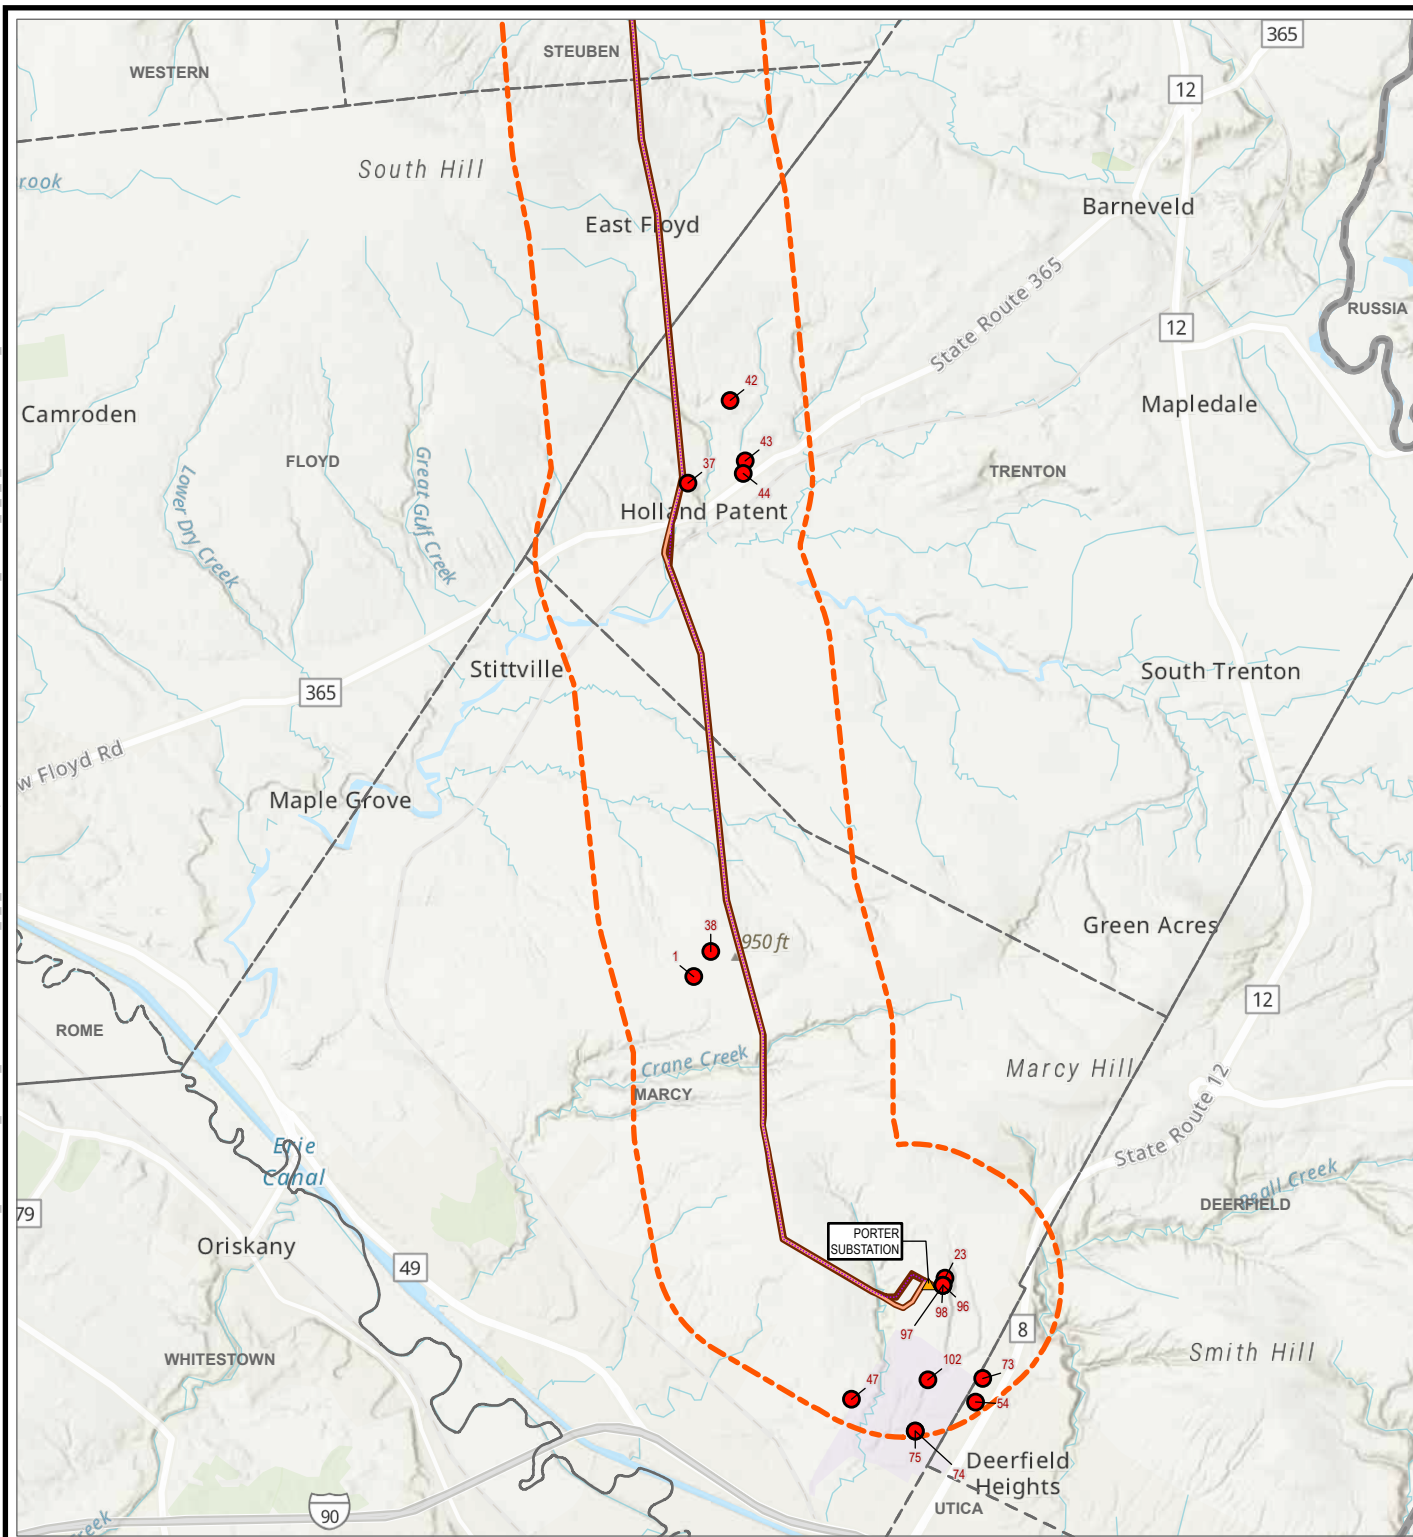 365
STEUBEN
WESTERN
12
South Hill
rook
Barneveld
East Floyd
State Route 365
RUSSIA
12
42
Mapledale
Camroden
43
FLOYD
37
TRENTON
44
Lower Dry Creek
Great Gulf Creek
Holland Patent
Stittville
South Trenton
365
w Floyd Rd
Maple Grove
38
Green Acres
950 ft
1
12
ROME
Crane Creek
Marcy Hill
MARCY
State Route 12
Erie
Canal
DEERFIELD
79
PORTER
SUBSTATION
Oriskany
23
49
98
96
97
8
WHITESTOWN
Smith Hill
102
73
47
54
75
74
Deerfield
Heights
UTICA
90
reek